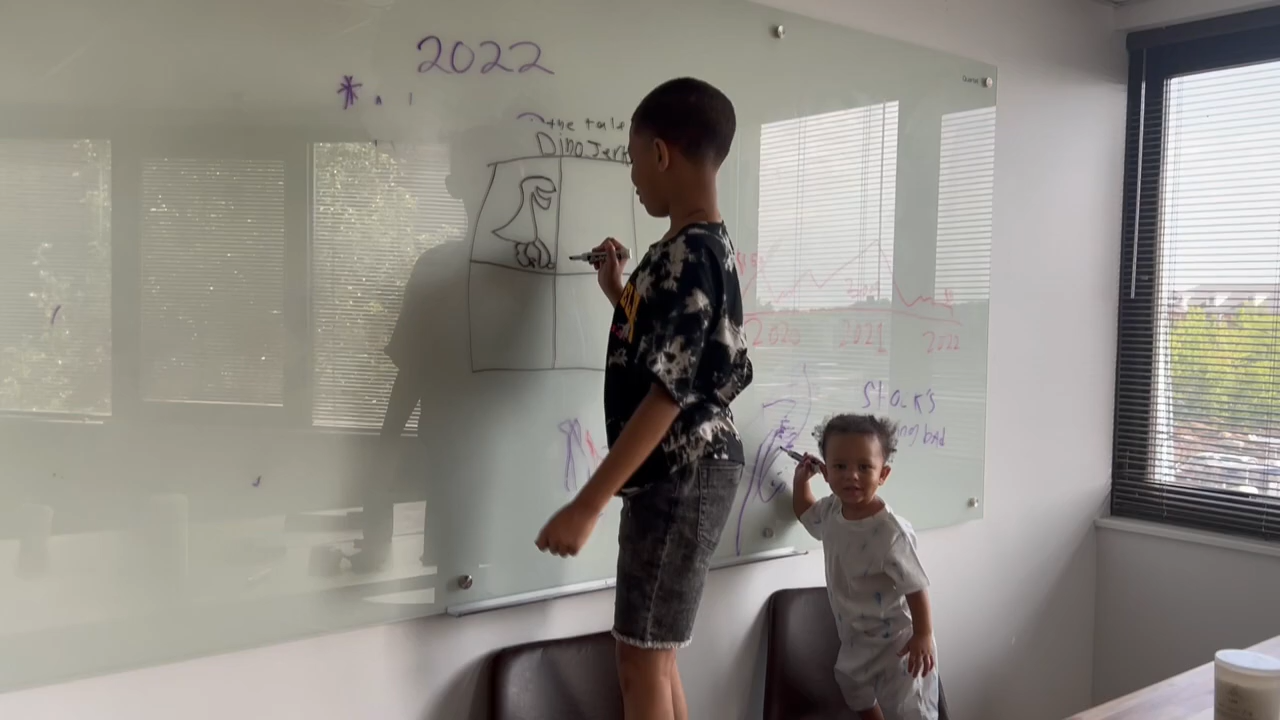 2022
the tale
Dino Jerk
2020 2021 2022
Stock's
bad